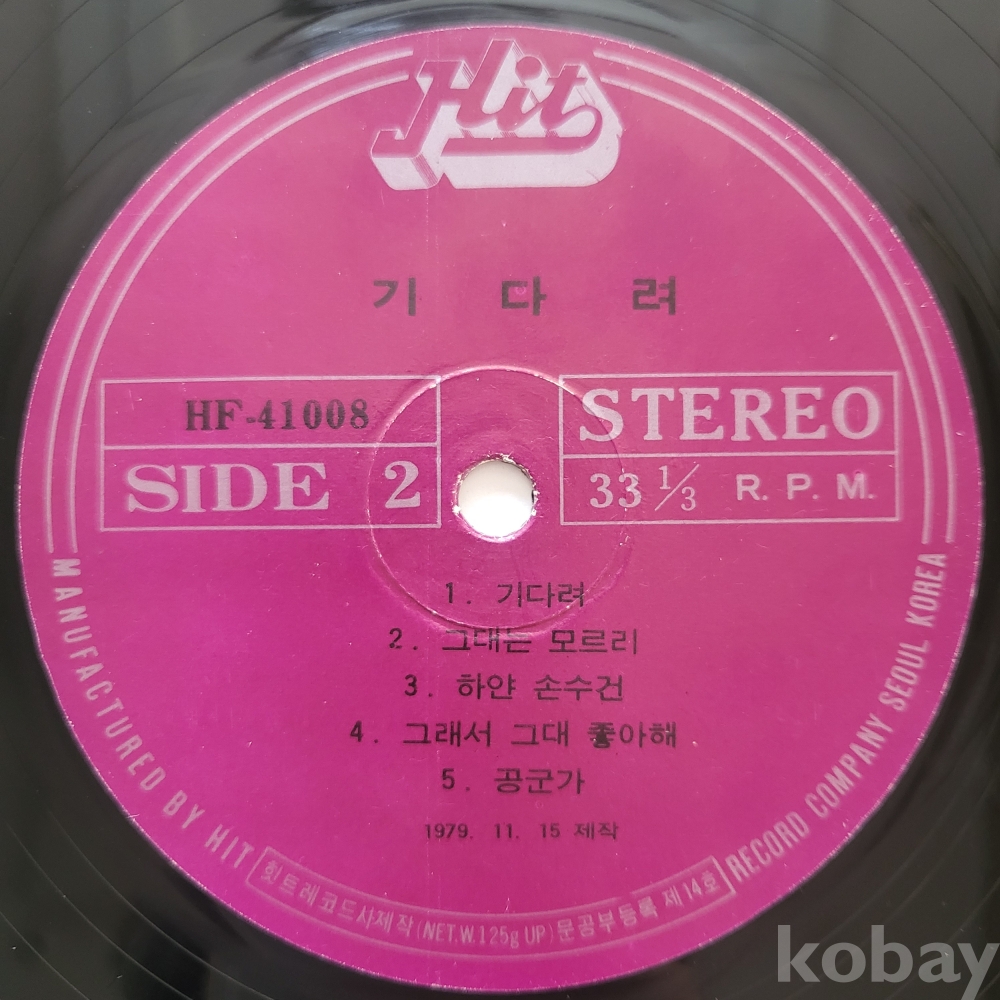 Hit
기 다 려
HF-41008
SIDE 2
STEREO
33 1/3 R. P. M.
1. 기다려
2. 그대는 모르리
3. 하얀 손수건
4. 그래서 그대 좋아해
5. 공군가
1979. 11. 15 제작
MANUFACTURED BY HIT RECORD COMPANY SEOUL KOREA
힛트레코드사제작(NET.W.125g UP)문공부등록 제14호
kobay